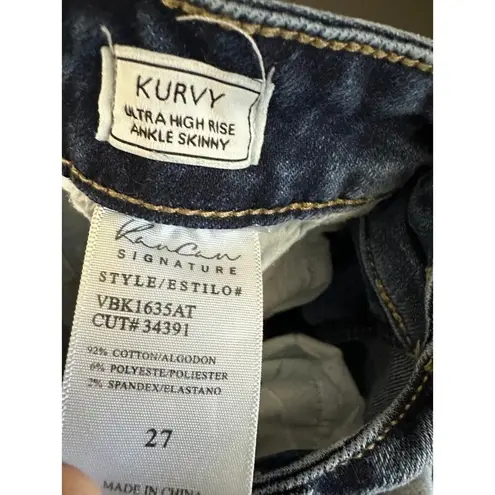 KURVY
ULTRA HIGH RISE
ANKLE SKINNY
KanCan
SIGNATURE
STYLE/ESTILO#
VBK1635AT
CUT# 34391
92% COTTON/ALGODON
6% POLYESTE/POLIESTER
2% SPANDEX/ELASTANO
27
MADE IN CHINA